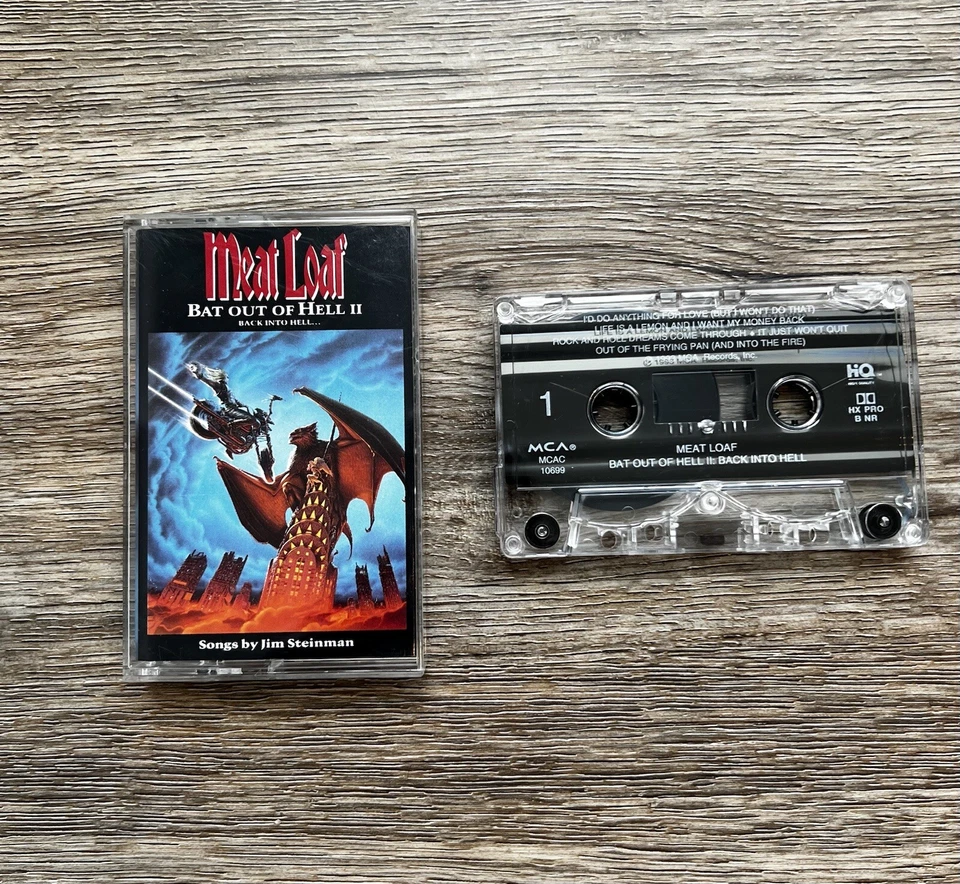 Meat Loaf
BAT OUT OF HELL II
BACK INTO HELL...
Songs by Jim Steinman
I'D DO ANYTHING FOR LOVE (BUT I WON'T DO THAT)
LIFE IS A LEMON AND I WANT MY MONEY BACK
ROCK AND ROLL DREAMS COME THROUGH • IT JUST WON'T QUIT
OUT OF THE FRYING PAN (AND INTO THE FIRE)
© 1993 MCA Records, Inc.
HQ
HIGH QUALITY
1
HX PRO
B NR
MCA®
MCAC
10699
MEAT LOAF
BAT OUT OF HELL II: BACK INTO HELL